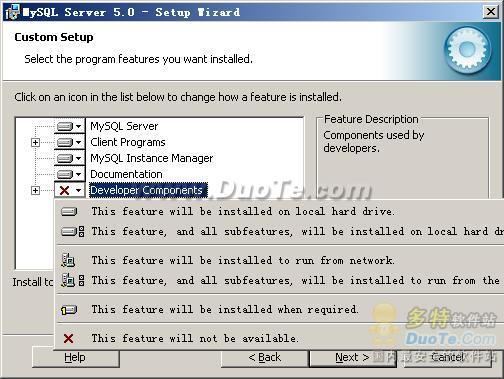 MySQL Server 5.0 - Setup Wizard
Custom Setup
Select the program features you want installed.
Click on an icon in the list below to change how a feature is installed.
MySQL Server
Client Programs
MySQL Instance Manager
Documentation
Developer Components
Feature Description
Components used by
developers.
www.DuoTe.com
This feature will be installed on local hard drive.
This feature, and all subfeatures, will be installed on local hard dr
This feature will be installed to run from network.
This feature, and all subfeatures, will be installed to run from the
This feature will be installed when required.
This feature will not be available.
Install to
Help
< Back
Next >
Cancel
多特软件站
DuoTe.com
国内最安全的软件站